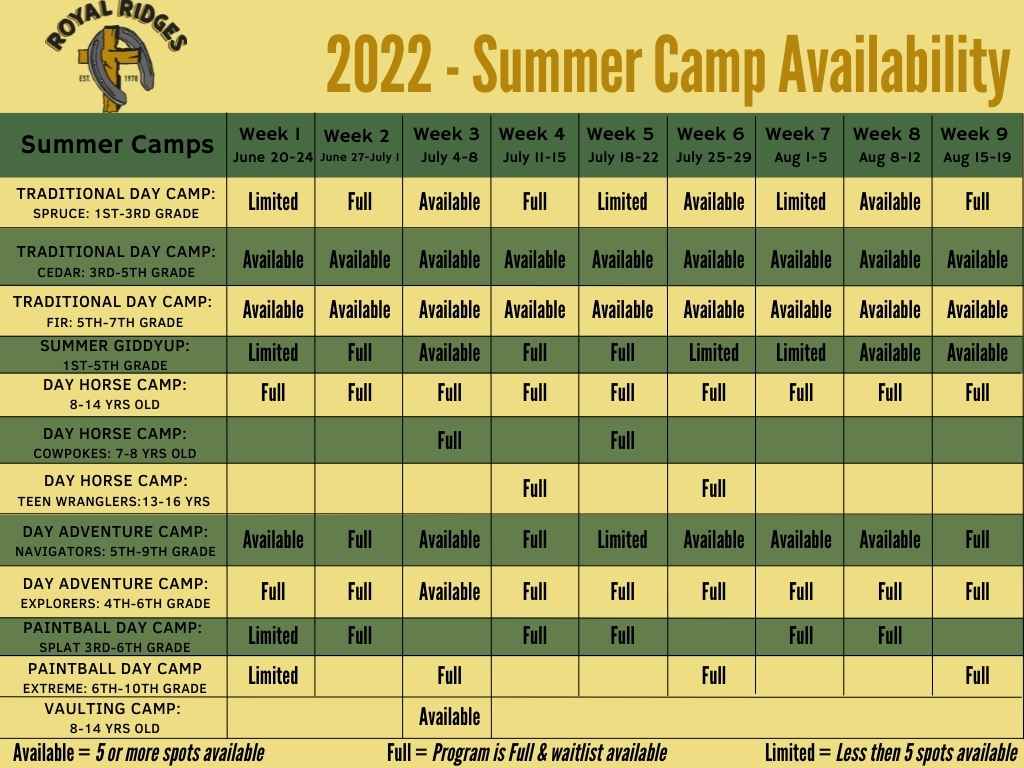 ROYAL RIDGES
EST. 1978
2022 - Summer Camp Availability
Summer Camps Week 1 Week 2 Week 3 Week 4 Week 5 Week 6 Week 7 Week 8 Week 9
June 20-24 June 27-July 1 July 4-8 July 11-15 July 18-22 July 25-29 Aug 1-5 Aug 8-12 Aug 15-19
TRADITIONAL DAY CAMP:
SPRUCE: 1ST-3RD GRADE
Limited Full Available Full Limited Available Limited Available Full
TRADITIONAL DAY CAMP:
CEDAR: 3RD-5TH GRADE
Available Available Available Available Available Available Available Available Available
TRADITIONAL DAY CAMP:
FIR: 5TH-7TH GRADE
Available Available Available Available Available Available Available Available Available
SUMMER GIDDYUP:
1ST-5TH GRADE
Limited Full Available Full Full Limited Limited Available Available
DAY HORSE CAMP:
8-14 YRS OLD
Full Full Full Full Full Full Full Full Full
DAY HORSE CAMP:
COWPOKES: 7-8 YRS OLD
Full Full
DAY HORSE CAMP:
TEEN WRANGLERS:13-16 YRS
Full Full
DAY ADVENTURE CAMP:
NAVIGATORS: 5TH-9TH GRADE
Available Full Available Full Limited Available Available Available Full
DAY ADVENTURE CAMP:
EXPLORERS: 4TH-6TH GRADE
Full Full Available Full Full Full Full Full Full
PAINTBALL DAY CAMP:
SPLAT 3RD-6TH GRADE
Limited Full Full Full Full Full
PAINTBALL DAY CAMP
EXTREME: 6TH-10TH GRADE
Limited Full Full Full
VAULTING CAMP:
8-14 YRS OLD
Available
Available = 5 or more spots available Full = Program is Full & waitlist available Limited = Less then 5 spots available